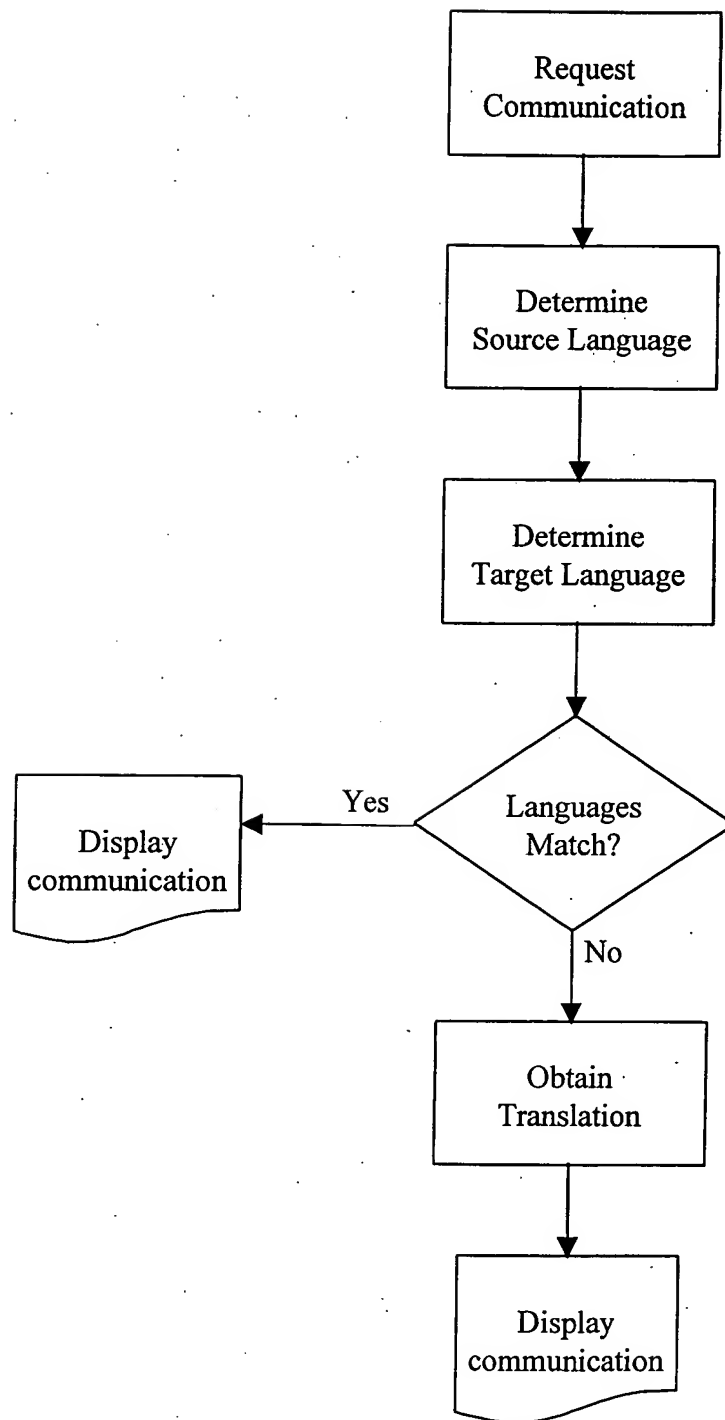 Request
Communication
Determine
Source Language
Determine
Target Language
Languages
Match?
Yes
Display
communication
No
Obtain
Translation
Display
communication